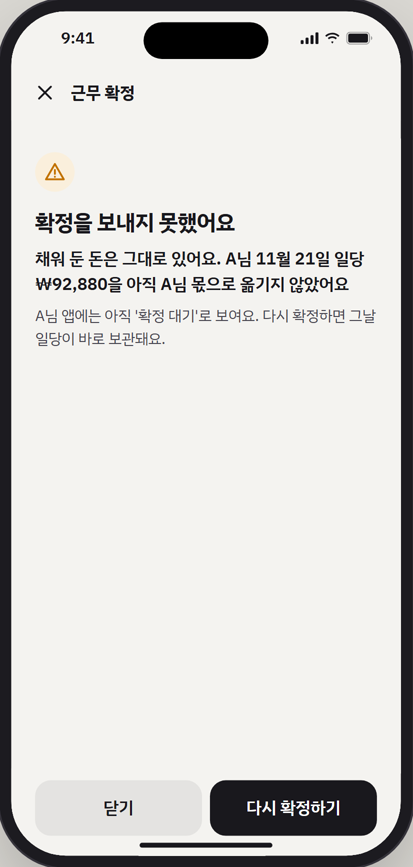 9:41
근무 확정
확정을 보내지 못했어요
채워 둔 돈은 그대로 있어요. A님 11월 21일 일당
₩92,880을 아직 A님 몫으로 옮기지 않았어요
A님 앱에는 아직 '확정 대기'로 보여요. 다시 확정하면 그날
일당이 바로 보관돼요.
닫기
다시 확정하기